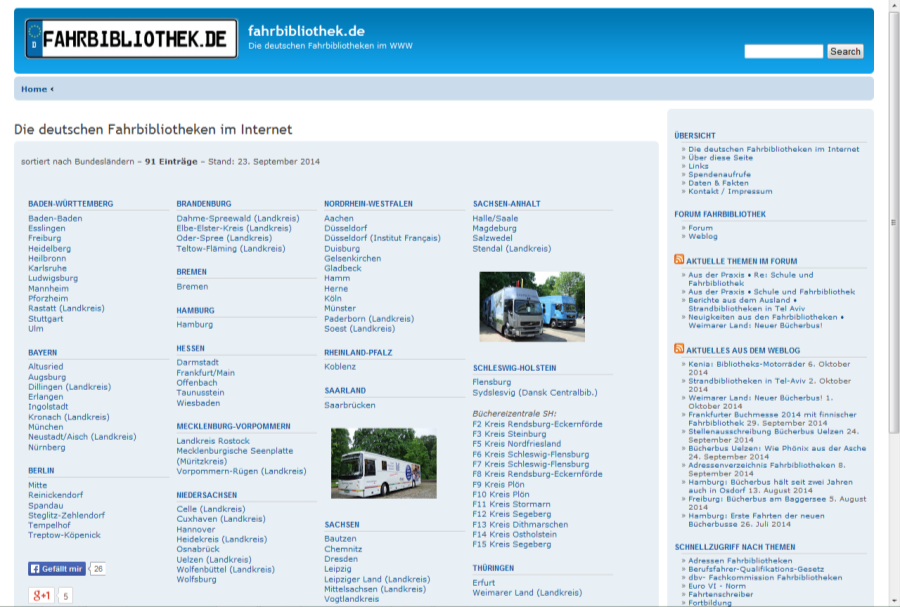 FAHRBIBLIOTHEK.DE
D
fahrbibliothek.de
Die deutschen Fahrbibliotheken im WWW
Search
Home
Die deutschen Fahrbibliotheken im Internet
sortiert nach Bundesländern – 91 Einträge – Stand: 23. September 2014
BADEN-WÜRTTEMBERG
Baden-Baden
Esslingen
Freiburg
Heidelberg
Heilbronn
Karlsruhe
Ludwigsburg
Mannheim
Pforzheim
Rastatt (Landkreis)
Stuttgart
Ulm
BAYERN
Altusried
Augsburg
Dillingen (Landkreis)
Erlangen
Ingolstadt
Kronach (Landkreis)
München
Neustadt/Aisch (Landkreis)
Nürnberg
BERLIN
Mitte
Reinickendorf
Spandau
Steglitz-Zehlendorf
Tempelhof
Treptow-Köpenick
Gefällt mir 26
g+1 5
BRANDENBURG
Dahme-Spreewald (Landkreis)
Elbe-Elster-Kreis (Landkreis)
Oder-Spree (Landkreis)
Teltow-Fläming (Landkreis)
BREMEN
Bremen
HAMBURG
Hamburg
HESSEN
Darmstadt
Frankfurt/Main
Offenbach
Taunusstein
Wiesbaden
MECKLENBURG-VORPOMMERN
Landkreis Rostock
Mecklenburgische Seenplatte
(Müritzkreis)
Vorpommern-Rügen (Landkreis)
NIEDERSACHSEN
Celle (Landkreis)
Cuxhaven (Landkreis)
Hannover
Heidekreis (Landkreis)
Osnabrück
Uelzen (Landkreis)
Wolfenbüttel (Landkreis)
Wolfsburg
NORDRHEIN-WESTFALEN
Aachen
Düsseldorf
Düsseldorf (Institut Français)
Duisburg
Gelsenkirchen
Gladbeck
Hamm
Herne
Köln
Münster
Paderborn (Landkreis)
Soest (Landkreis)
RHEINLAND-PFALZ
Koblenz
SAARLAND
Saarbrücken
SACHSEN
Bautzen
Chemnitz
Dresden
Leipzig
Leipziger Land (Landkreis)
Mittelsachsen (Landkreis)
Vogtlandkreis
SACHSEN-ANHALT
Halle/Saale
Magdeburg
Salzwedel
Stendal (Landkreis)
SCHLESWIG-HOLSTEIN
Flensburg
Sydslesvig (Dansk Centralbib.)
Büchereizentrale SH:
F2 Kreis Rendsburg-Eckernförde
F3 Kreis Steinburg
F5 Kreis Nordfriesland
F6 Kreis Schleswig-Flensburg
F7 Kreis Schleswig-Flensburg
F8 Kreis Rendsburg-Eckernförde
F9 Kreis Plön
F10 Kreis Plön
F11 Kreis Stormarn
F12 Kreis Segeberg
F13 Kreis Dithmarschen
F14 Kreis Ostholstein
F15 Kreis Segeberg
THÜRINGEN
Erfurt
Weimarer Land (Landkreis)
ÜBERSICHT
» Die deutschen Fahrbibliotheken im Internet
» Über diese Seite
» Links
» Spendenaufrufe
» Daten & Fakten
» Kontakt / Impressum
FORUM FAHRBIBLIOTHEK
» Forum
» Weblog
AKTUELLE THEMEN IM FORUM
» Aus der Praxis • Re: Schule und
Fahrbibliothek
» Aus der Praxis • Schule und Fahrbibliothek
» Berichte aus dem Ausland •
Strandbibliotheken in Tel Aviv
» Neuigkeiten aus den Fahrbibliotheken •
Weimarer Land: Neuer Bücherbus!
AKTUELLES AUS DEM WEBLOG
» Kenia: Bibliotheks-Motorräder 6. Oktober
2014
» Strandbibliotheken in Tel-Aviv 2. Oktober
2014
» Weimarer Land: Neuer Bücherbus! 1.
Oktober 2014
» Frankfurter Buchmesse 2014 mit finnischer
Fahrbibliothek 29. September 2014
» Stellenausschreibung Bücherbus Uelzen 24.
September 2014
» Bücherbus Uelzen: Wie Phönix aus der Asche
24. September 2014
» Adressenverzeichnis Fahrbibliotheken 8.
September 2014
» Hamburg: Bücherbus hält seit zwei Jahren
auch in Osdorf 13. August 2014
» Freiburg: Bücherbus am Baggersee 5. August
2014
» Hamburg: Erste Fahrten der neuen
Bücherbusse 26. Juli 2014
SCHNELLZUGRIFF NACH THEMEN
» Adressen Fahrbibliotheken
» Berufsfahrer-Qualifikations-Gesetz
» dbv- Fachkommission Fahrbibliotheken
» Euro VI - Norm
» Fahrtenschreiber
» Fortbildung